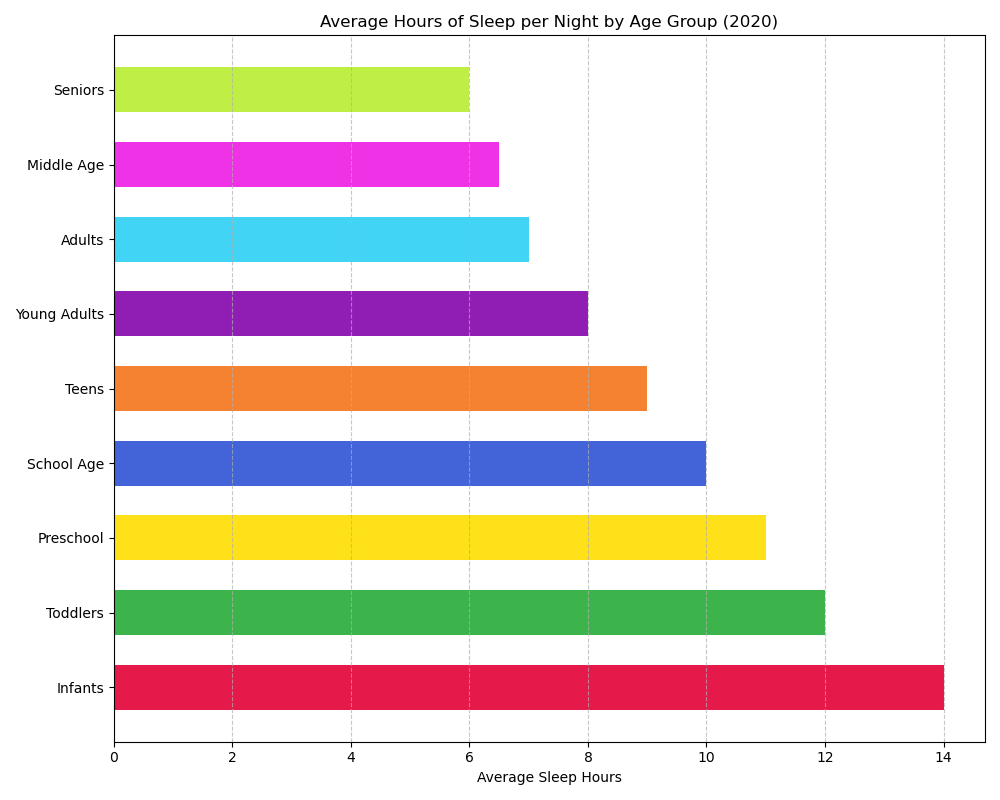 Average Hours of Sleep per Night by Age Group (2020)
Seniors
Middle Age
Adults
Young Adults
Teens
School Age
Preschool
Toddlers
Infants
0 2 4 6 8 10 12 14
Average Sleep Hours